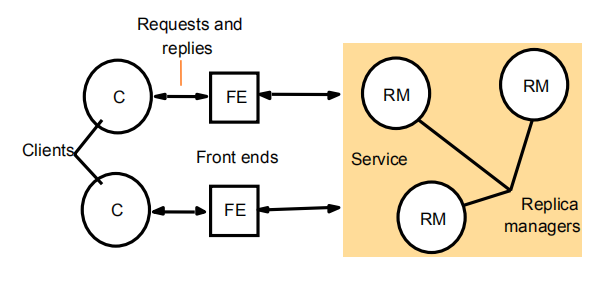 Requests and
replies
C
FE
RM
RM
Clients
Front ends
Service
C
FE
RM
Replica
managers